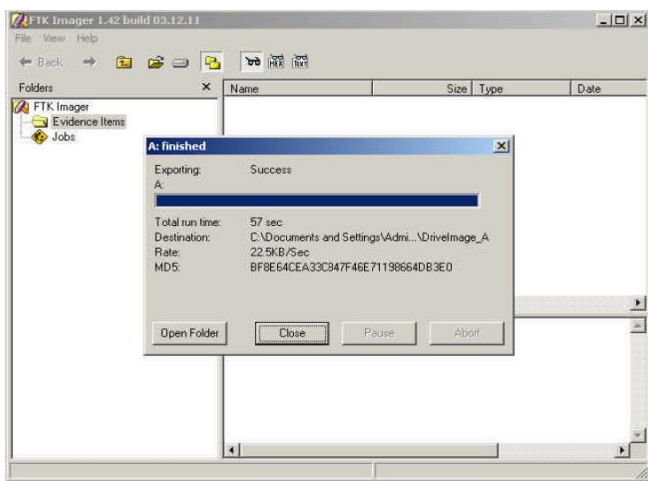 FTK Imager 1.42 build 03.12.11
File View Help
Back
HEX TEXT
Folders ×
Name Size Type Date
FTK Imager
Evidence Items
Jobs
A: finished
Exporting: Success
A:
Total run time: 57 sec
Destination: C:\Documents and Settings\Admi...\DriveImage_A
Rate: 22.5KB/Sec
MD5: BF8E64CEA33C847F46E71198664DB3E0
Open Folder Close Pause Abort